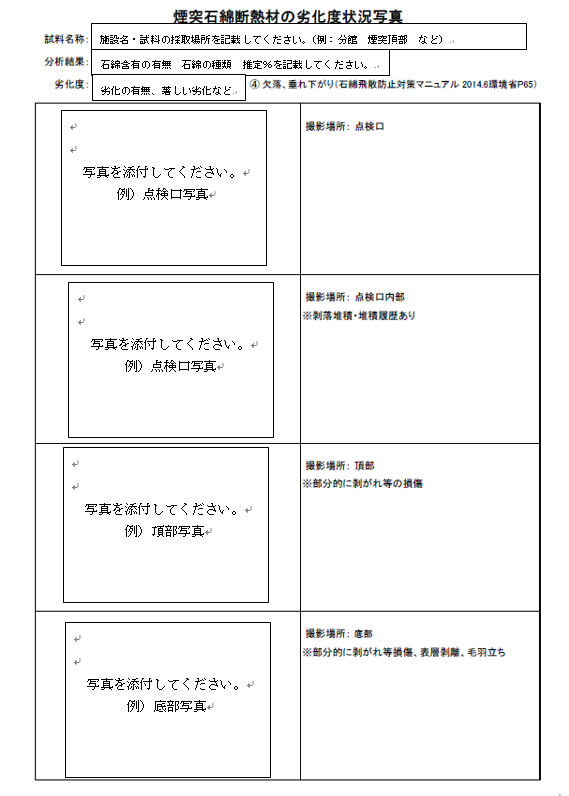 煙突石綿断熱材の劣化度状況写真
試料名称： 施設名・試料の採取場所を記載してください。（例：分館　煙突頂部　など）
分析結果： 石綿含有の有無　石綿の種類　推定%を記載してください。
劣化度： 劣化の有無、著しい劣化など ④ 欠落、垂れ下がり（石綿飛散防止対策マニュアル 2014.6環境省P65）
写真を添付してください。
例）点検口写真
撮影場所： 点検口
写真を添付してください。
例）点検口写真
撮影場所： 点検口内部
※剥落堆積・堆積履歴あり
写真を添付してください。
例）頂部写真
撮影場所： 頂部
※部分的に剥がれ等の損傷
写真を添付してください。
例）底部写真
撮影場所： 底部
※部分的に剥がれ等損傷、表層剥離、毛羽立ち